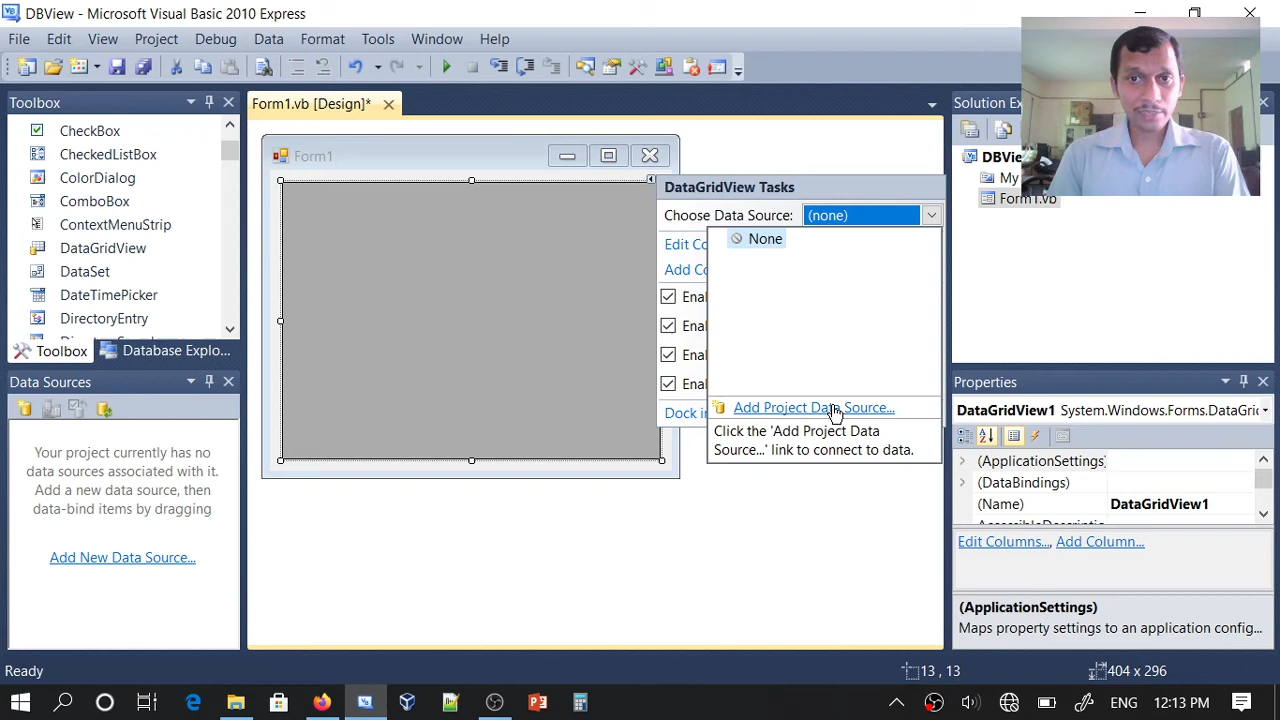 DBView - Microsoft Visual Basic 2010 Express
File Edit View Project Debug Data Format Tools Window Help
Toolbox
CheckBox
CheckedListBox
ColorDialog
ComboBox
ContextMenuStrip
DataGridView
DataSet
DateTimePicker
DirectoryEntry
Toolbox Database Explo...
Data Sources
Your project currently has no
data sources associated with it.
Add a new data source, then
data-bind items by dragging
Add New Data Source...
Form1.vb [Design]*
Form1
DataGridView Tasks
Choose Data Source: (none)
None
Edit Co
Add Co
Enal
Enal
Enal
Enal
Dock in
Add Project Data Source...
Click the 'Add Project Data
Source...' link to connect to data.
Solution Ex
DBVie
My
Form1.vb
Properties
DataGridView1 System.Windows.Forms.DataGri
(ApplicationSettings)
(DataBindings)
(Name) DataGridView1
Edit Columns..., Add Column...
(ApplicationSettings)
Maps property settings to an application config...
Ready
13 , 13
404 x 296
ENG 12:13 PM